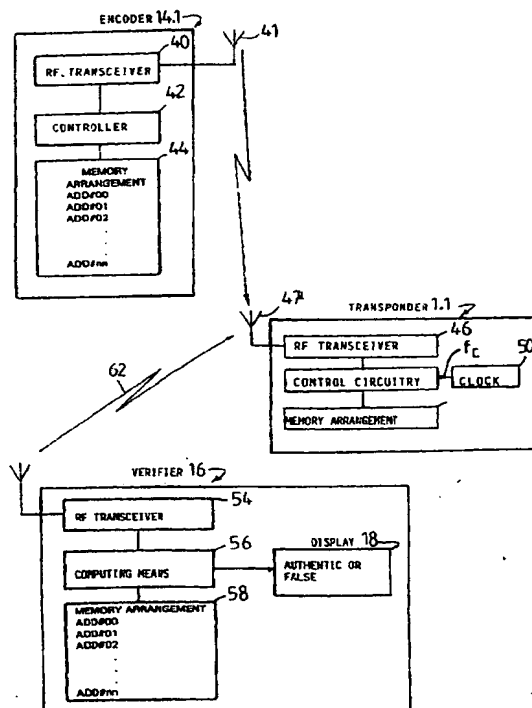 ENCODER 14.1
41
40
RF. TRANSCEIVER
42
CONTROLLER
44
MEMORY
ARRANGEMENT
ADD#00
ADD#01
ADD#02
ADD#nn
47
TRANSPONDER 1.1
46
RF TRANSCEIVER
fc
50
CONTROL CIRCUITRY
CLOCK
MEMORY ARRANGEMENT
62
VERIFIER 16
54
RF TRANSCEIVER
56
DISPLAY 18
COMPUTING MEANS
AUTHENTIC OR
FALSE
58
MEMORY ARRANGEMENT
ADD#00
ADD#01
ADD#02
ADD#nn